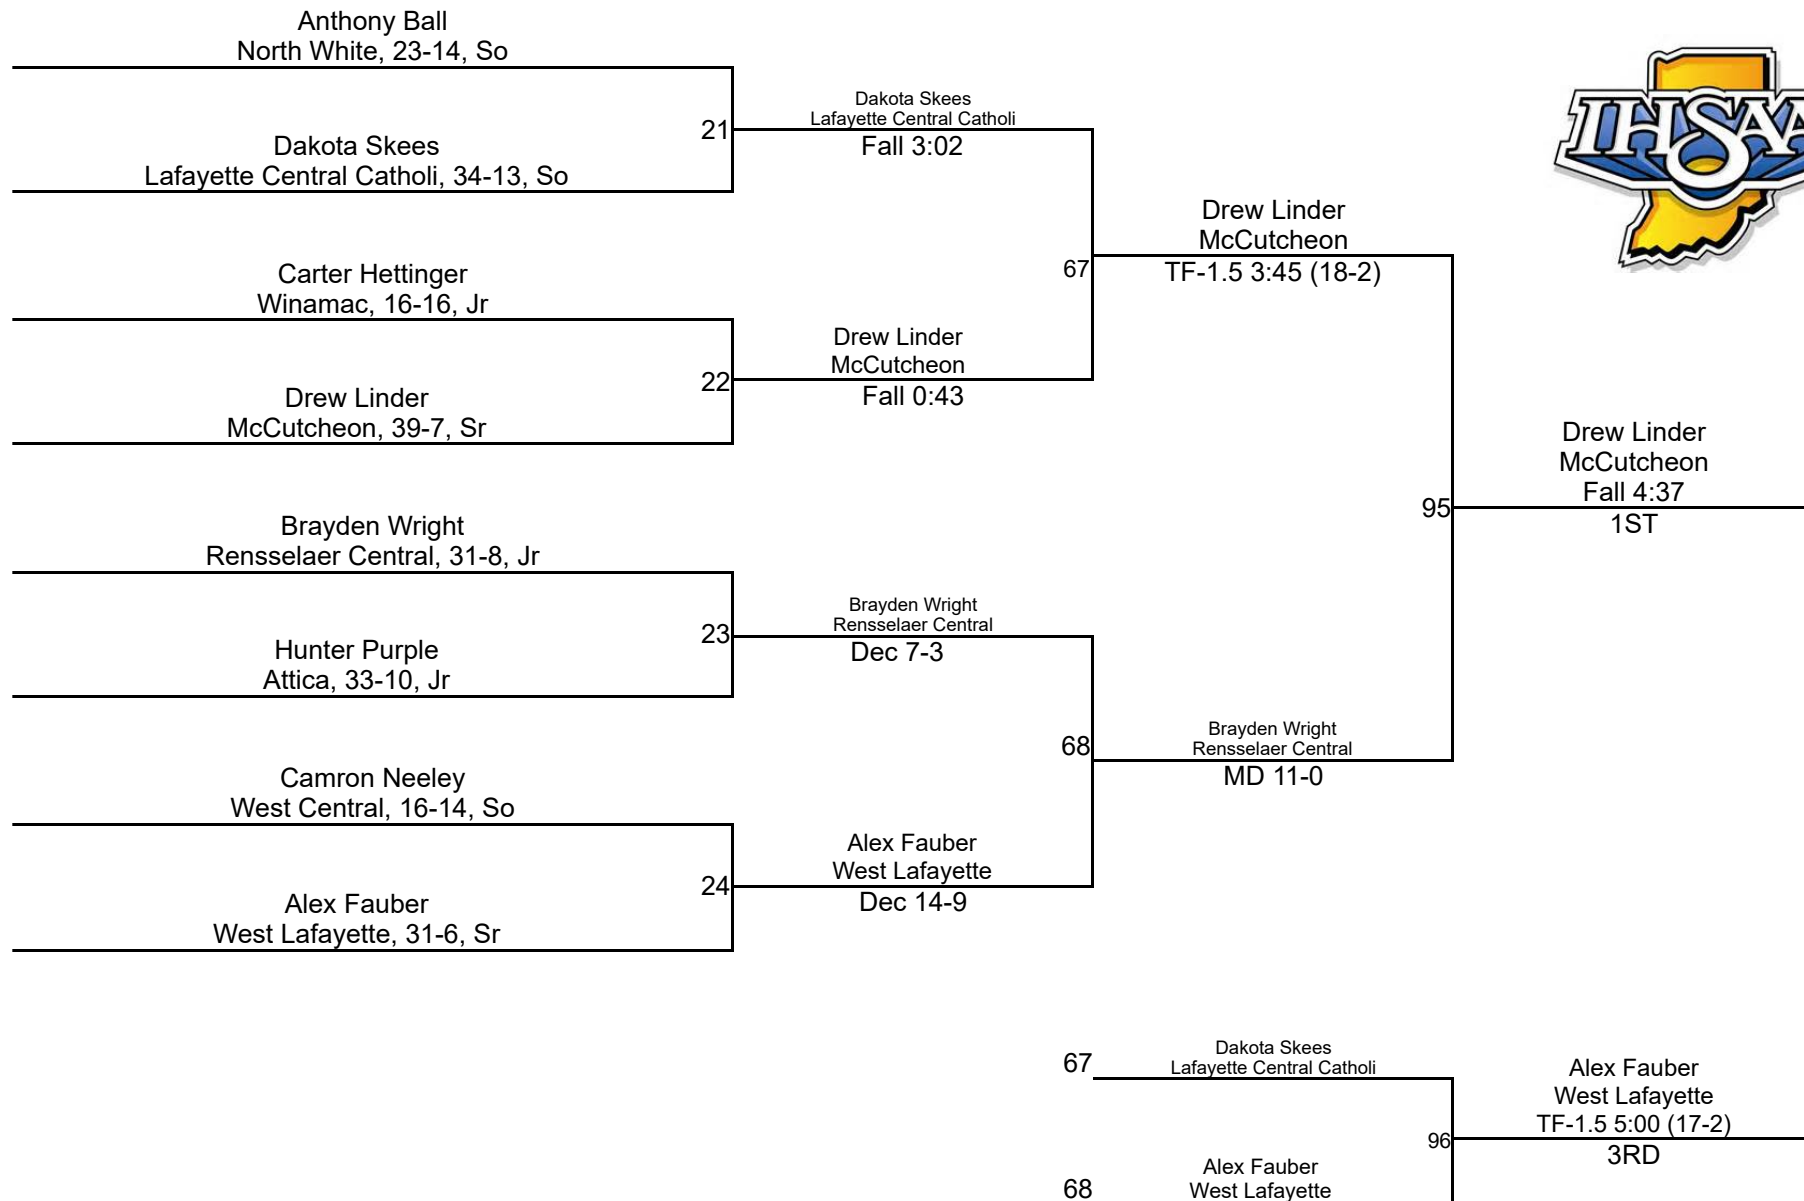 Anthony Ball
North White, 23-14, So
Dakota Skees
Lafayette Central Catholi, 34-13, So
21
Dakota Skees
Lafayette Central Catholi
Fall 3:02
Carter Hettinger
Winamac, 16-16, Jr
Drew Linder
McCutcheon, 39-7, Sr
22
Drew Linder
McCutcheon
Fall 0:43
67
Drew Linder
McCutcheon
TF-1.5 3:45 (18-2)
IHSAA
Brayden Wright
Rensselaer Central, 31-8, Jr
Hunter Purple
Attica, 33-10, Jr
23
Brayden Wright
Rensselaer Central
Dec 7-3
Camron Neeley
West Central, 16-14, So
Alex Fauber
West Lafayette, 31-6, Sr
24
Alex Fauber
West Lafayette
Dec 14-9
68
Brayden Wright
Rensselaer Central
MD 11-0
95
Drew Linder
McCutcheon
Fall 4:37
1ST
67
Dakota Skees
Lafayette Central Catholi
68
Alex Fauber
West Lafayette
96
Alex Fauber
West Lafayette
TF-1.5 5:00 (17-2)
3RD